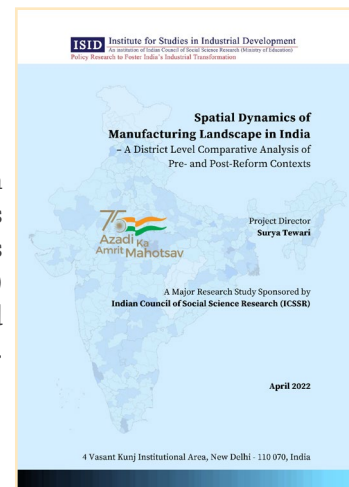 ISID Institute for Studies in Industrial Development
An institution of Indian Council of Social Science Research (Ministry of Education)
Policy Research to Foster India's Industrial Transformation
Spatial Dynamics of
Manufacturing Landscape in India
– A District Level Comparative Analysis of
Pre- and Post-Reform Contexts
75
Azadi Ka
Amrit Mahotsav
Project Director
Surya Tewari
A Major Research Study Sponsored by
Indian Council of Social Science Research (ICSSR)
April 2022
4 Vasant Kunj Institutional Area, New Delhi - 110 070, India